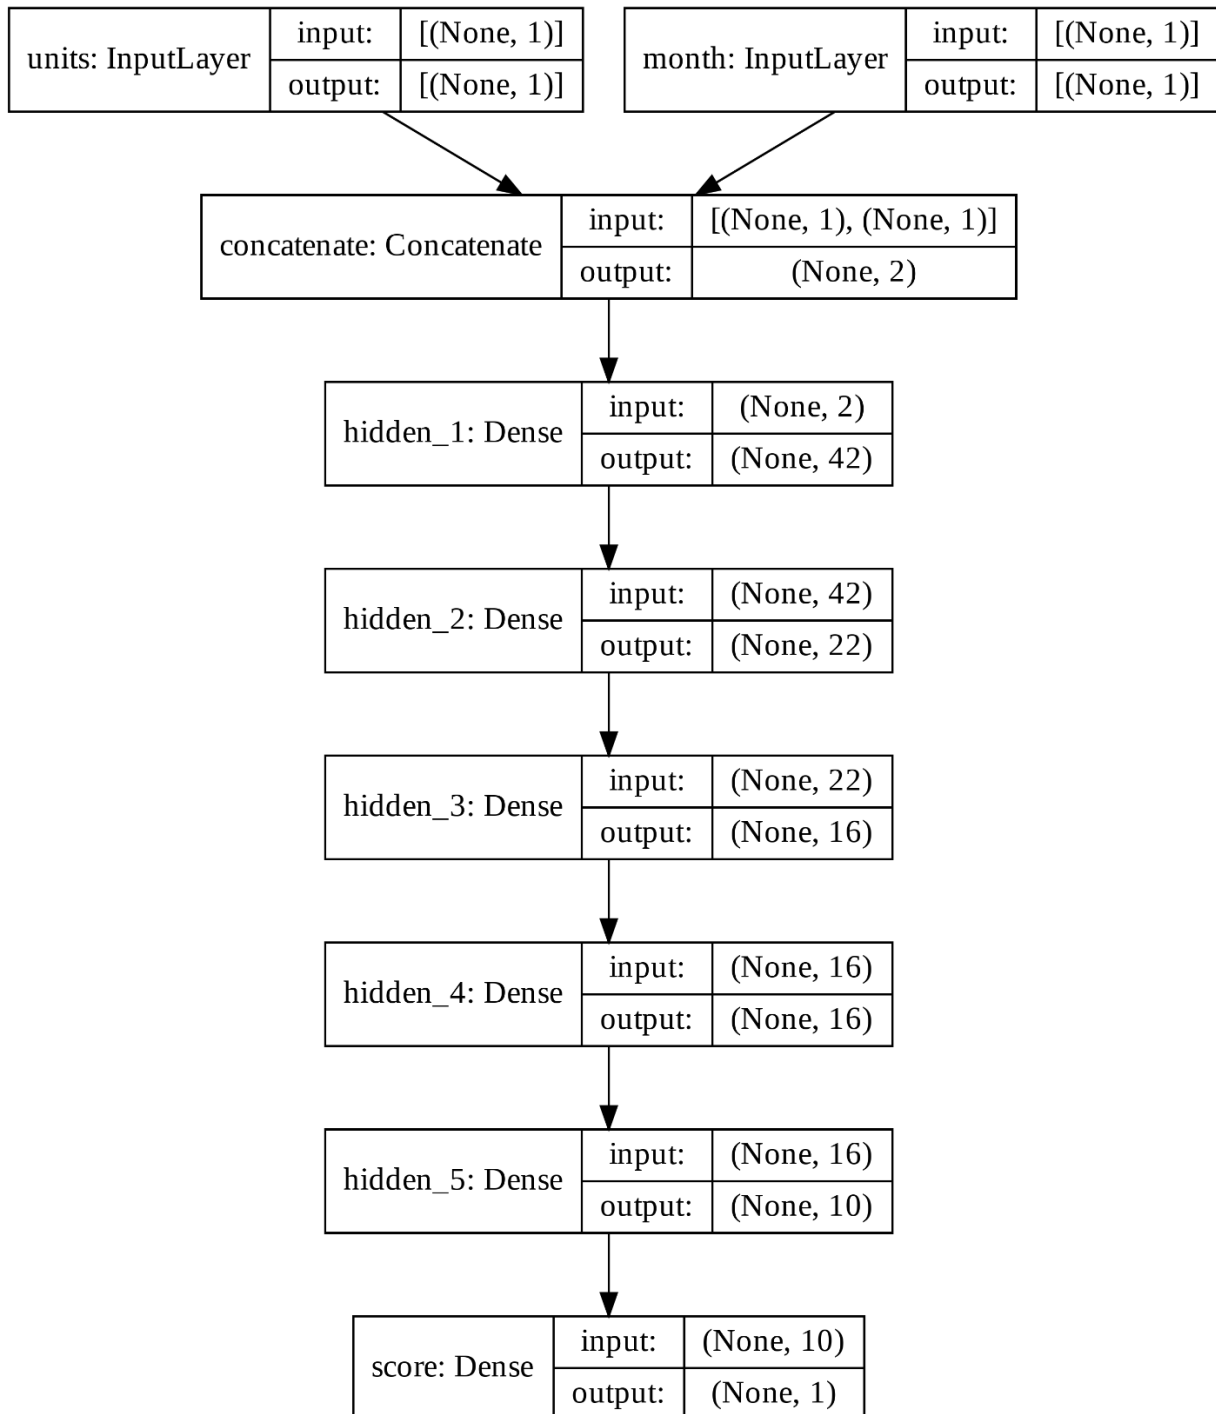 units: InputLayer
input: [(None, 1)]
output: [(None, 1)]
month: InputLayer
input: [(None, 1)]
output: [(None, 1)]
concatenate: Concatenate
input: [(None, 1), (None, 1)]
output: (None, 2)
hidden_1: Dense
input: (None, 2)
output: (None, 42)
hidden_2: Dense
input: (None, 42)
output: (None, 22)
hidden_3: Dense
input: (None, 22)
output: (None, 16)
hidden_4: Dense
input: (None, 16)
output: (None, 16)
hidden_5: Dense
input: (None, 16)
output: (None, 10)
score: Dense
input: (None, 10)
output: (None, 1)